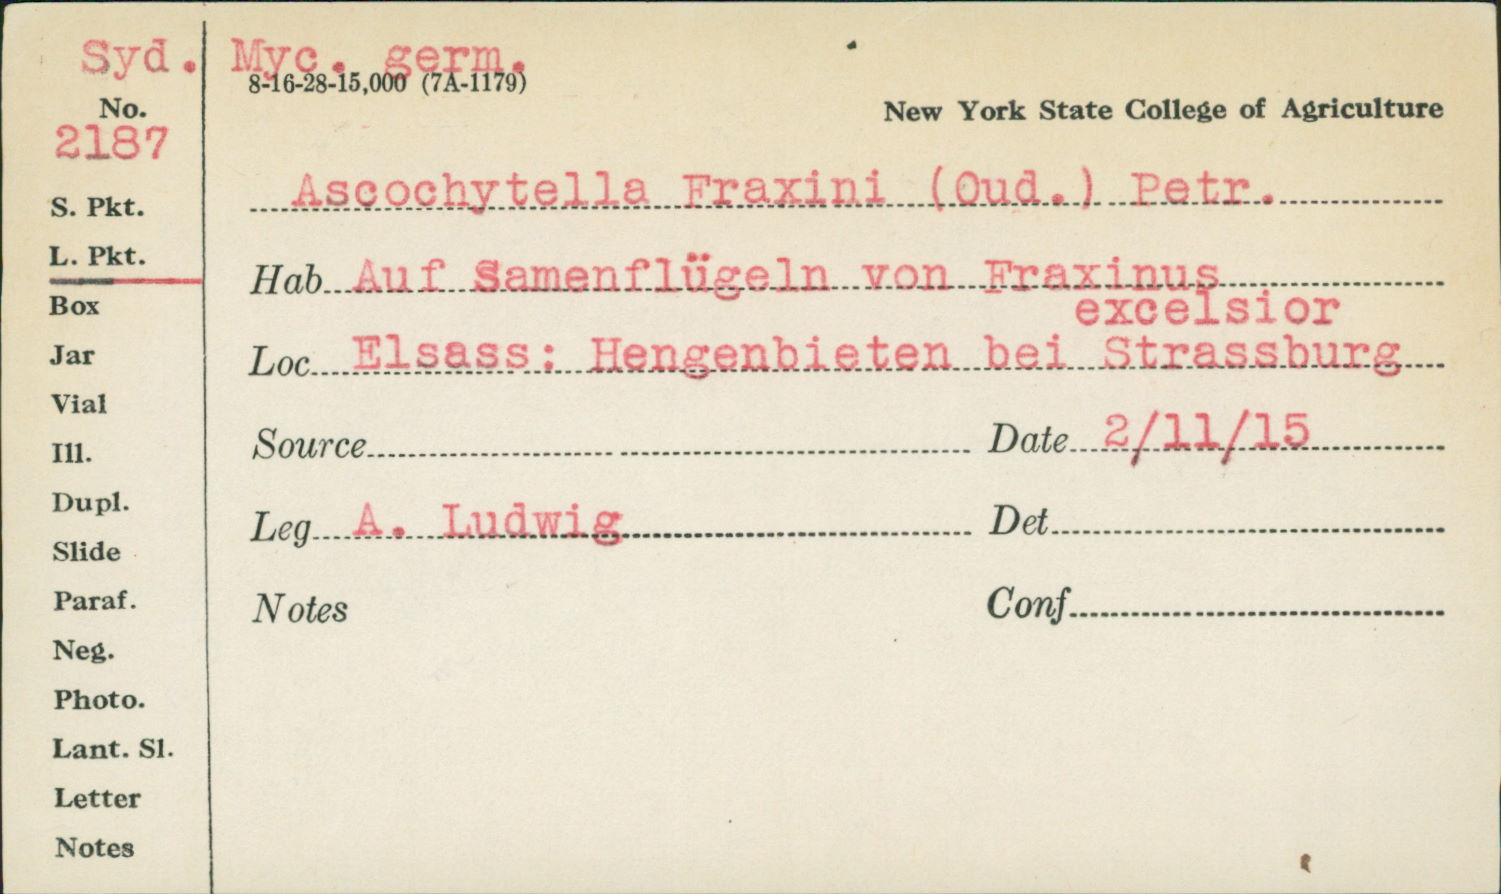 Syd. Myc. germ.
8-16-28-15,000 (7A-1179)
No.
New York State College of Agriculture
2187
Ascochytella Fraxini (Oud.) Petr.
S. Pkt.
L. Pkt.
Hab Auf Samenflügeln von Fraxinus
excelsior
Box
Jar
Loc Elsass: Hengenbieten bei Strassburg
Vial
Ill.
Source Date 2/11/15
Dupl.
Leg A. Ludwig Det
Slide
Paraf.
Notes Conf
Neg.
Photo.
Lant. Sl.
Letter
Notes